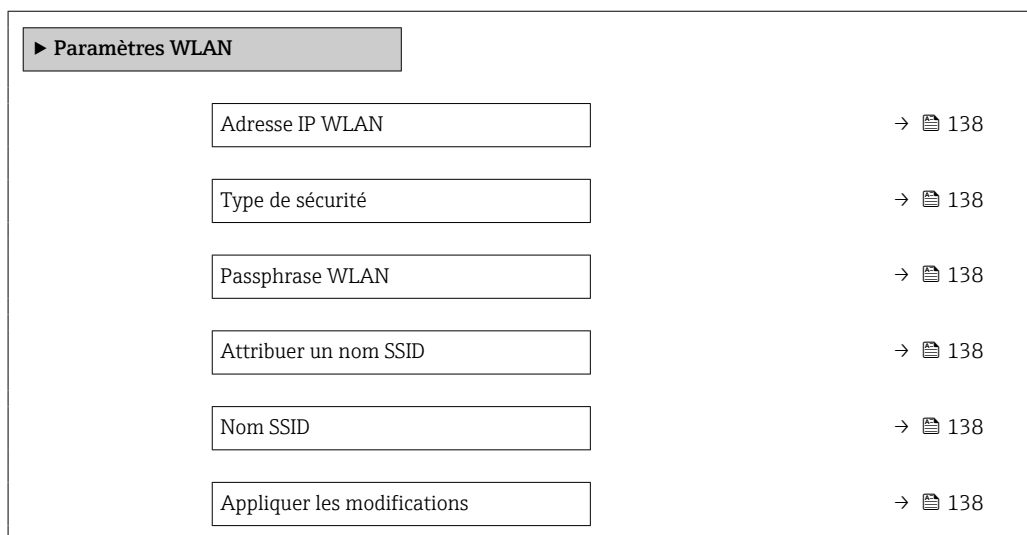 ▶ Paramètres WLAN
Adresse IP WLAN → 138
Type de sécurité → 138
Passphrase WLAN → 138
Attribuer un nom SSID → 138
Nom SSID → 138
Appliquer les modifications → 138